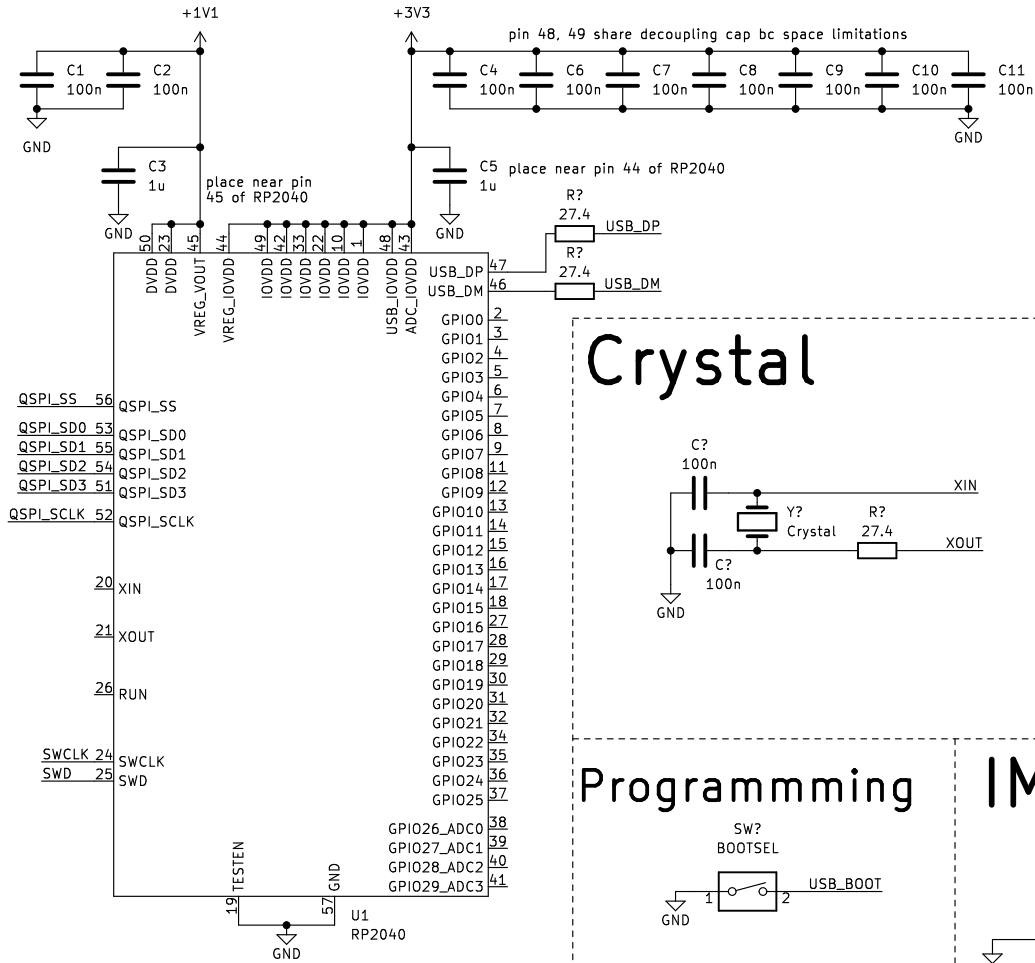 +1V1
+3V3
pin 48, 49 share decoupling cap bc space limitations
C1
100n
C2
100n
C4
100n
C6
100n
C7
100n
C8
100n
C9
100n
C10
100n
C11
100n
GND
GND
C3
1u
place near pin
45 of RP2040
C5
1u
place near pin 44 of RP2040
GND
GND
R?
27.4
USB_DP
R?
27.4
USB_DM
50 DVDD
23 DVDD
45 VREG_VOUT
44 VREG_IOVDD
49 IOVDD
42 IOVDD
33 IOVDD
22 IOVDD
10 IOVDD
1 IOVDD
48 USB_IOVDD
43 ADC_IOVDD
USB_DP 47
USB_DM 46
GPIO0 2
GPIO1 3
GPIO2 4
GPIO3 5
GPIO4 6
GPIO5 7
GPIO6 8
GPIO7 9
GPIO8 11
GPIO9 12
GPIO10 13
GPIO11 14
GPIO12 15
GPIO13 16
GPIO14 17
GPIO15 18
GPIO16 27
GPIO17 28
GPIO18 29
GPIO19 30
GPIO20 31
GPIO21 32
GPIO22 34
GPIO23 35
GPIO24 36
GPIO25 37
GPIO26_ADC0 38
GPIO27_ADC1 39
GPIO28_ADC2 40
GPIO29_ADC3 41
QSPI_SS 56 QSPI_SS
QSPI_SD0 53 QSPI_SD0
QSPI_SD1 55 QSPI_SD1
QSPI_SD2 54 QSPI_SD2
QSPI_SD3 51 QSPI_SD3
QSPI_SCLK 52 QSPI_SCLK
20 XIN
21 XOUT
26 RUN
SWCLK 24 SWCLK
SWD 25 SWD
19 TESTEN
57 GND
U1
RP2040
GND
Crystal
C?
100n
XIN
Y?
Crystal
R?
27.4
XOUT
C?
100n
GND
Programmming
SW?
BOOTSEL
1
2
USB_BOOT
GND
IM